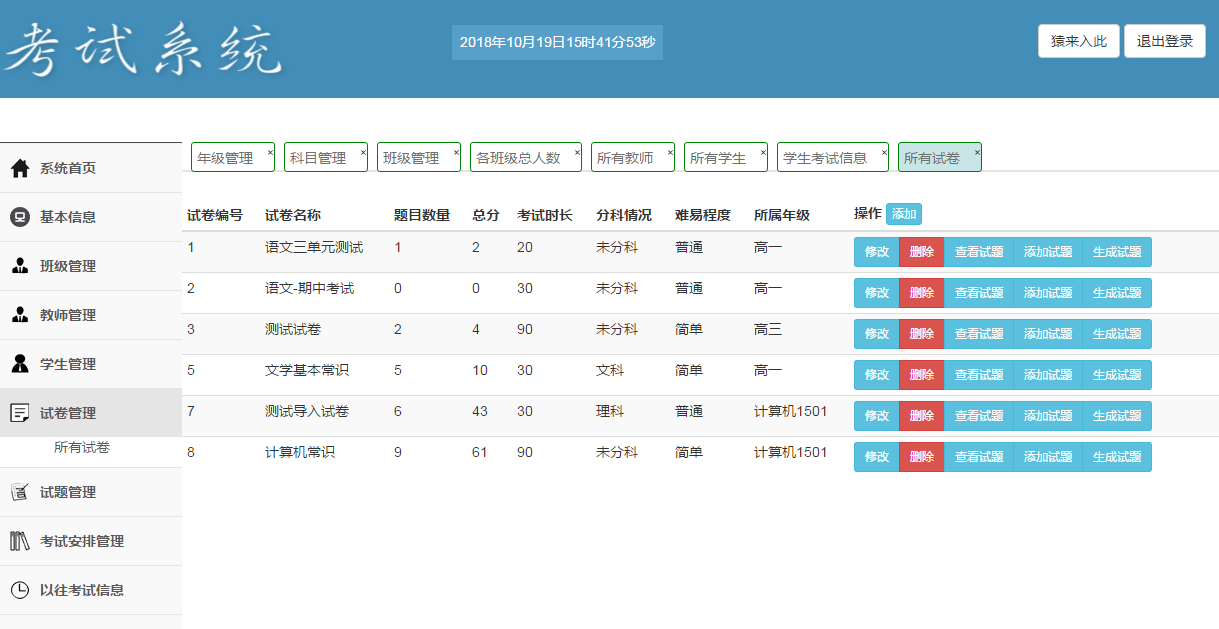 考试系统
2018年10月19日15时41分53秒
猿来入此 退出登录
年级管理 × 科目管理 × 班级管理 × 各班级总人数 × 所有教师 × 所有学生 × 学生考试信息 × 所有试卷 ×
系统首页
基本信息
班级管理
教师管理
学生管理
试卷管理
所有试卷
试题管理
考试安排管理
以往考试信息
试卷编号 试卷名称 题目数量 总分 考试时长 分科情况 难易程度 所属年级 操作 添加
1 语文三单元测试 1 2 20 未分科 普通 高一 修改 删除 查看试题 添加试题 生成试题
2 语文-期中考试 0 0 30 未分科 普通 高一 修改 删除 查看试题 添加试题 生成试题
3 测试试卷 2 4 90 未分科 简单 高三 修改 删除 查看试题 添加试题 生成试题
5 文学基本常识 5 10 30 文科 简单 高一 修改 删除 查看试题 添加试题 生成试题
7 测试导入试卷 6 43 30 理科 普通 计算机1501 修改 删除 查看试题 添加试题 生成试题
8 计算机常识 9 61 90 未分科 简单 计算机1501 修改 删除 查看试题 添加试题 生成试题